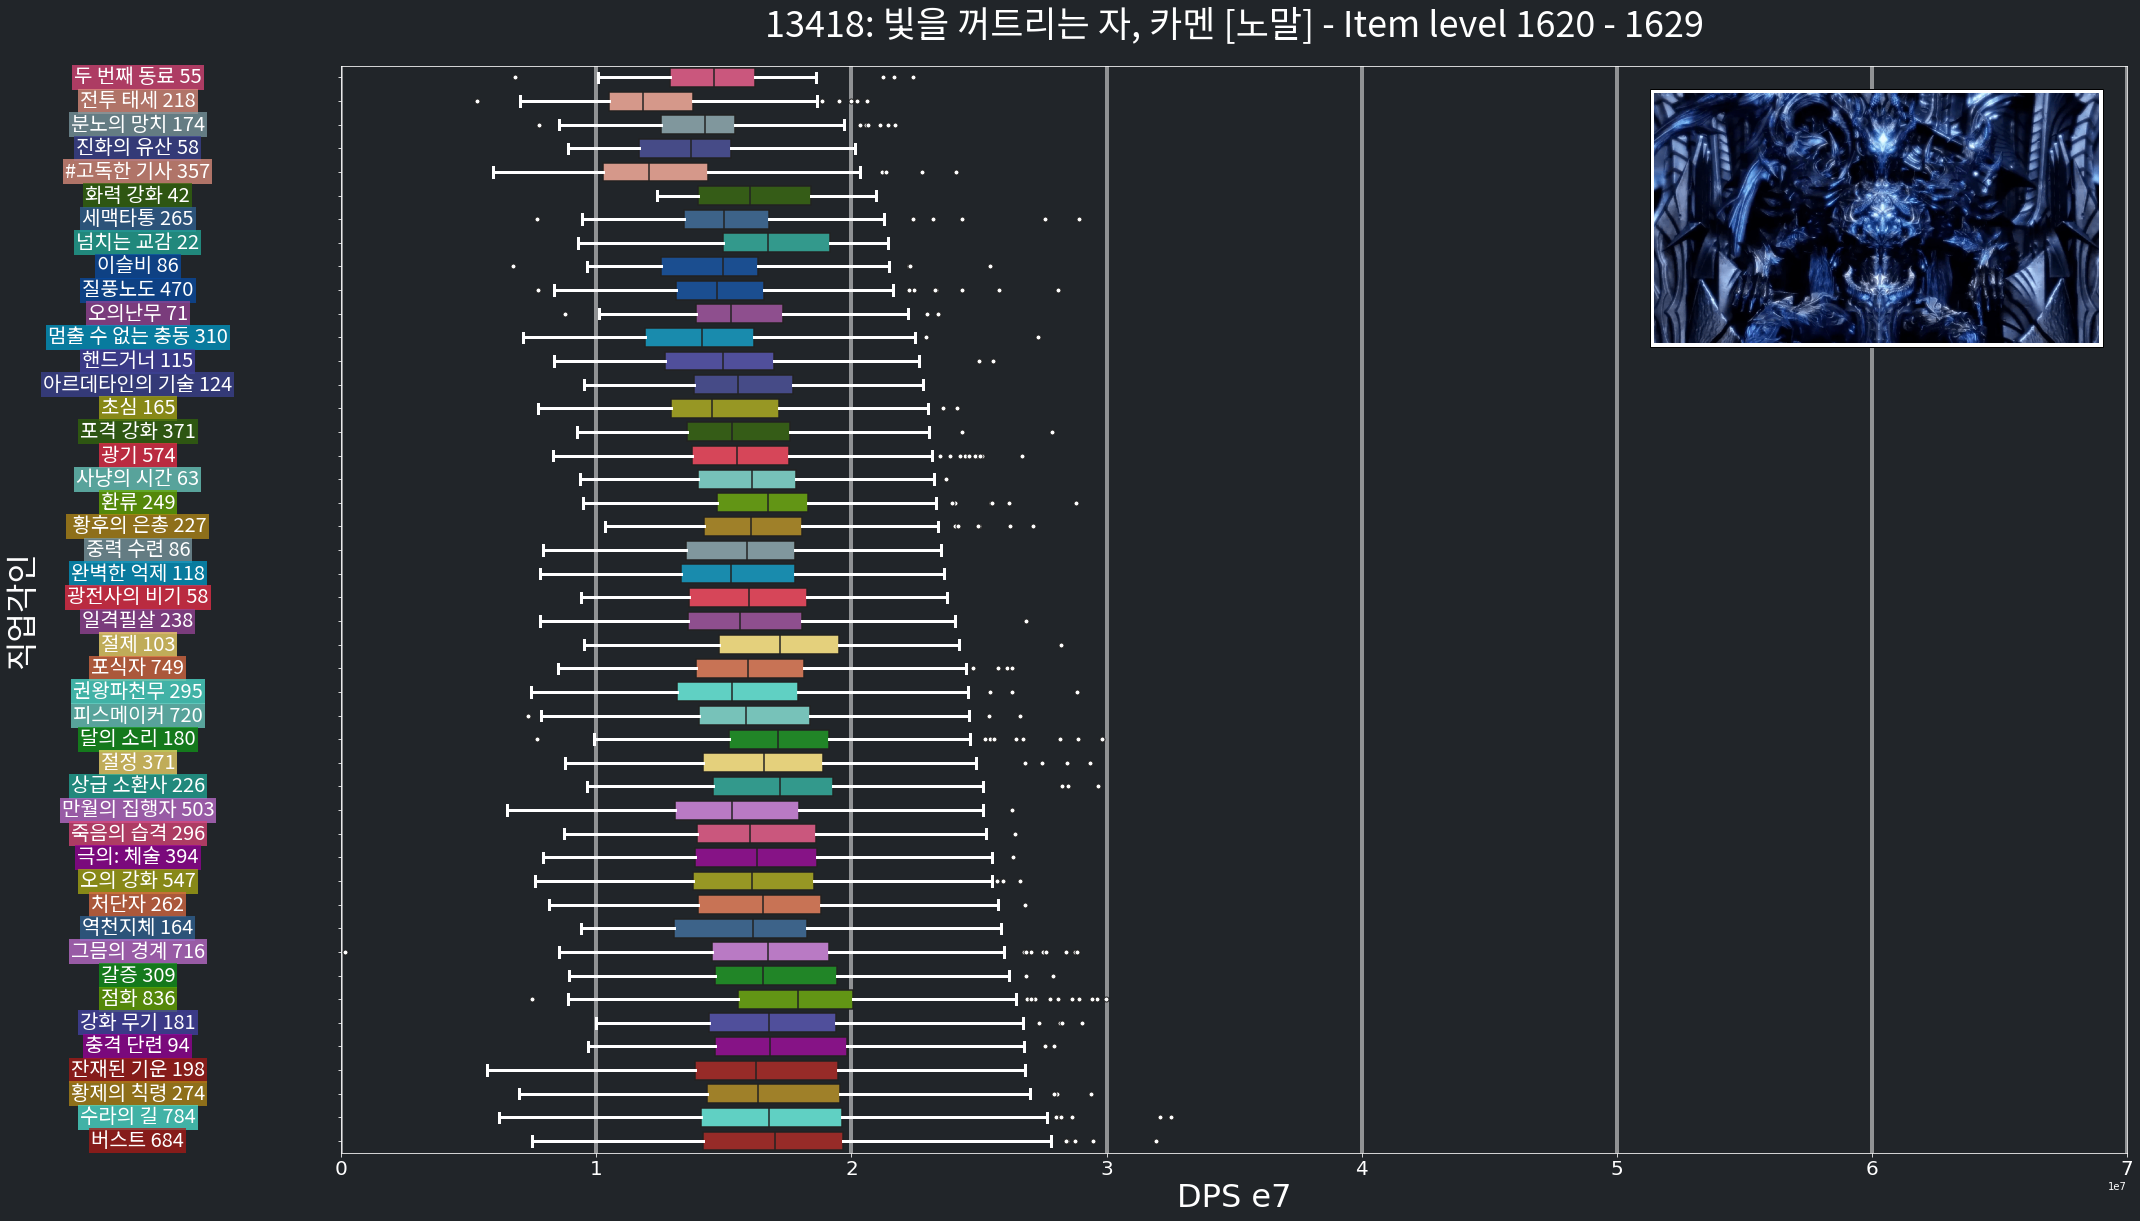 13418: 빛을 꺼트리는 자, 카멘 [노말] - Item level 1620 - 1629
두 번째 동료 55
전투 태세 218
분노의 망치 174
진화의 유산 58
#고독한 기사 357
화력 강화 42
세맥타통 265
넘치는 교감 22
이슬비 86
질풍노도 470
오의난무 71
멈출 수 없는 충동 310
핸드거너 115
아르데타인의 기술 124
초심 165
포격 강화 371
광기 574
사냥의 시간 63
환류 249
황후의 은총 227
중력 수련 86
완벽한 억제 118
광전사의 비기 58
일격필살 238
절제 103
포식자 749
권왕파천무 295
피스메이커 720
달의 소리 180
절정 371
상급 소환사 226
만월의 집행자 503
죽음의 습격 296
극의: 체술 394
오의 강화 547
처단자 262
역천지체 164
그믐의 경계 716
갈증 309
점화 836
강화 무기 181
충격 단련 94
잔재된 기운 198
황제의 칙령 274
수라의 길 784
버스트 684
직업각인
0 1 2 3 4 5 6 7
1e7
DPS e7